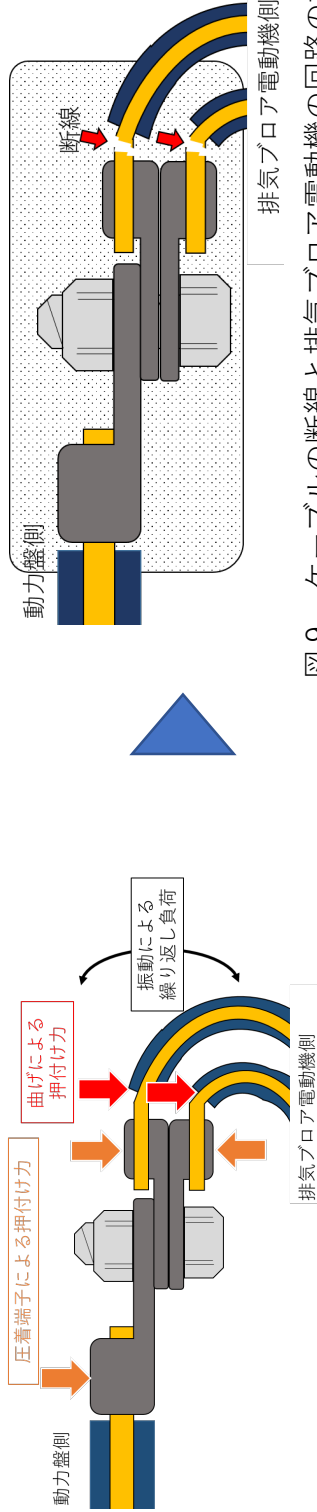 圧着端子による押付け力
曲げによる
押付け力
振動による
繰り返し負荷
動力盤側
排気ブロア電動機側
動力盤側
断線
排気ブロア電動機側
図９　ケーブルの断線と排気ブロア電動機の回路の